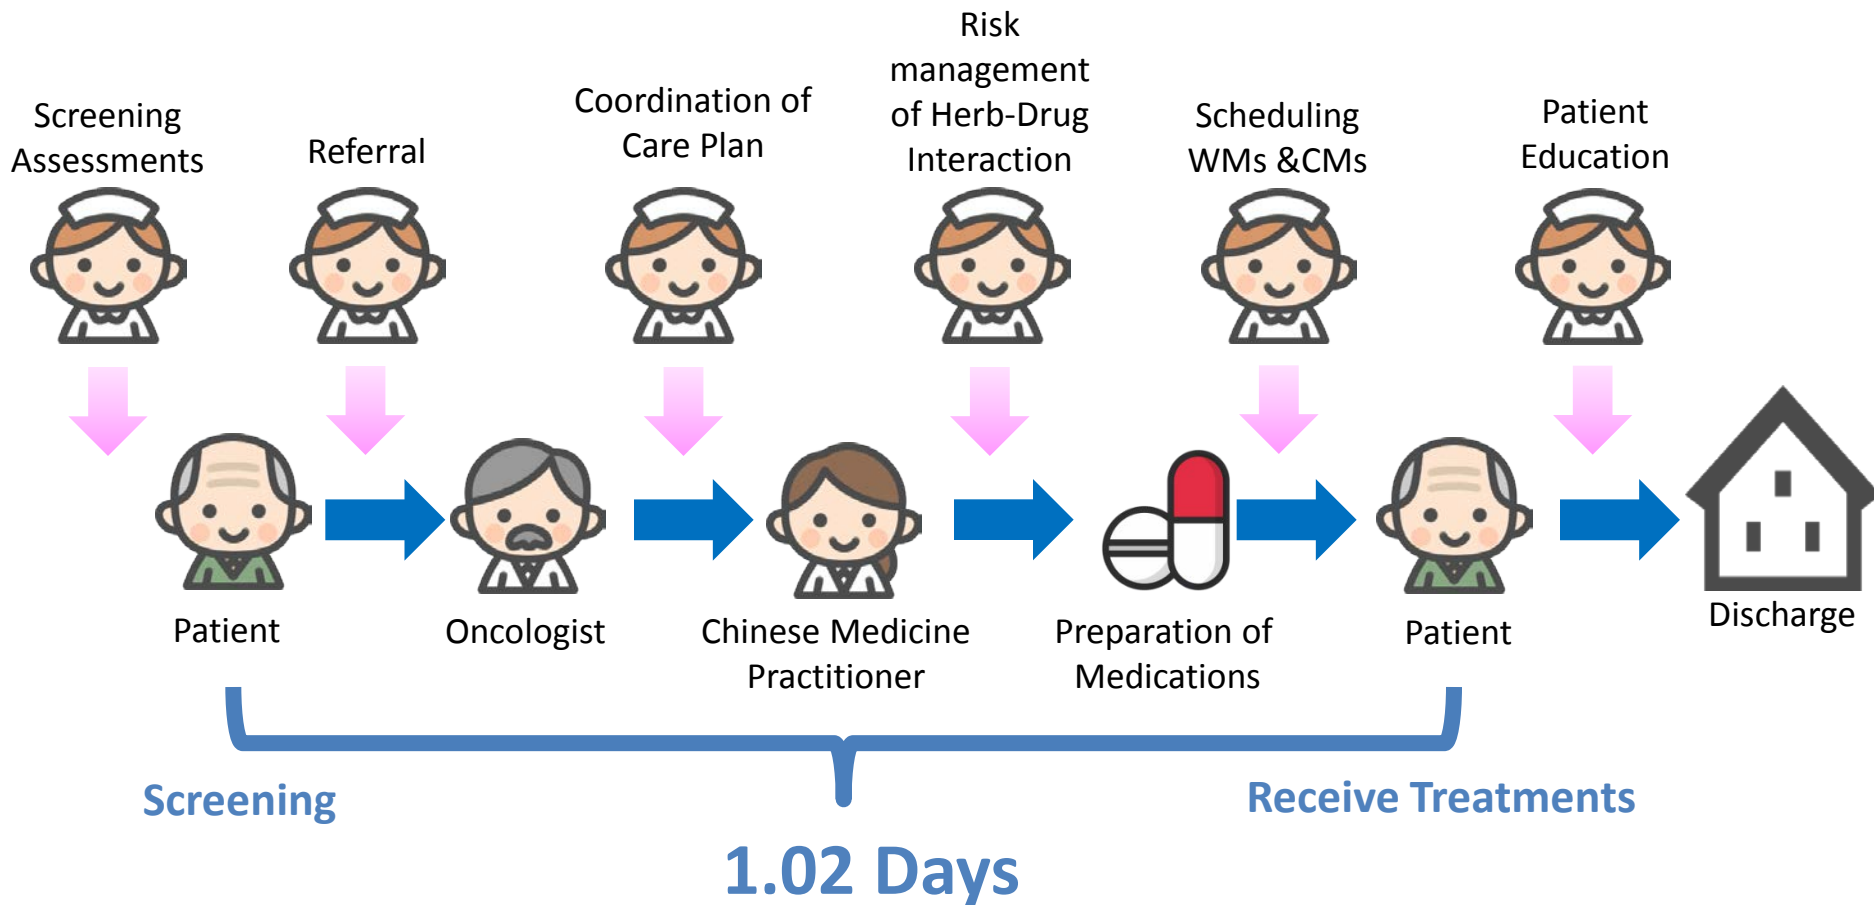 Screening
Assessments
Referral
Coordination of
Care Plan
Risk
management
of Herb-Drug
Interaction
Scheduling
WMs &CMs
Patient
Education
Patient
Oncologist
Chinese Medicine
Practitioner
Preparation of
Medications
Patient
Discharge
Screening
Receive Treatments
1.02 Days